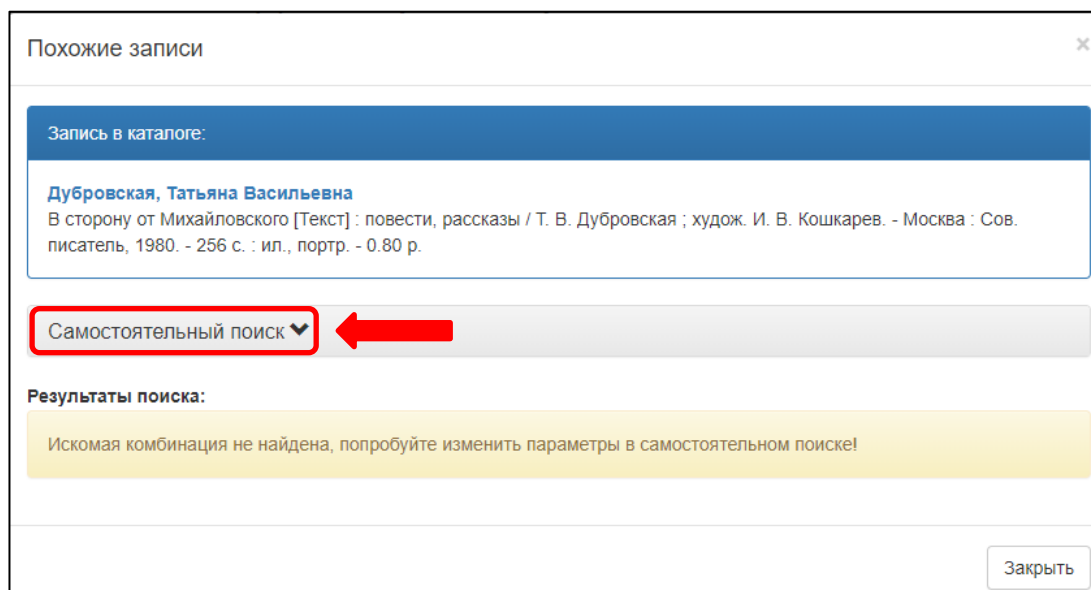 Похожие записи
×
Запись в каталоге:
Дубровская, Татьяна Васильевна
В сторону от Михайловского [Текст] : повести, рассказы / Т. В. Дубровская ; худож. И. В. Кошкарев. - Москва : Сов.
писатель, 1980. - 256 с. : ил., портр. - 0.80 р.
Самостоятельный поиск
Результаты поиска:
Искомая комбинация не найдена, попробуйте изменить параметры в самостоятельном поиске!
Закрыть